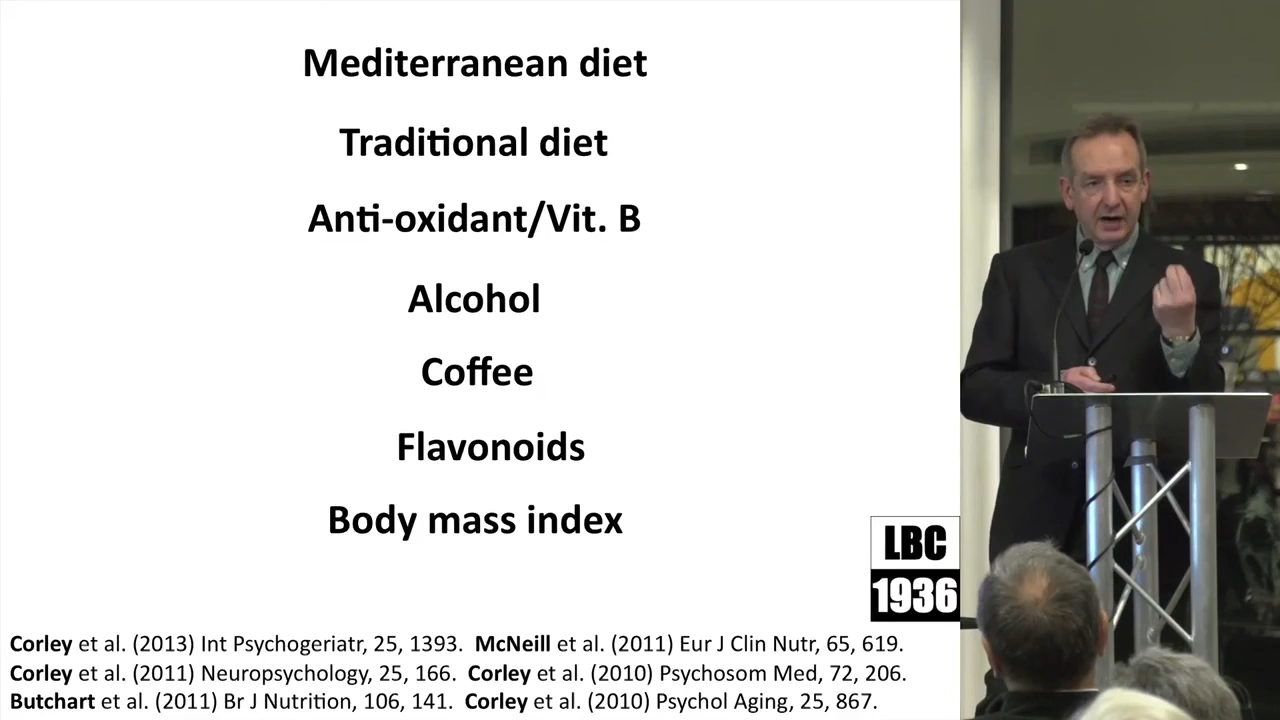 Mediterranean diet
Traditional diet
Anti-oxidant/Vit. B
Alcohol
Coffee
Flavonoids
Body mass index
LBC
1936
Corley et al. (2013) Int Psychogeriatr, 25, 1393. McNeill et al. (2011) Eur J Clin Nutr, 65, 619.
Corley et al. (2011) Neuropsychology, 25, 166. Corley et al. (2010) Psychosom Med, 72, 206.
Butchart et al. (2011) Br J Nutrition, 106, 141. Corley et al. (2010) Psychol Aging, 25, 867.